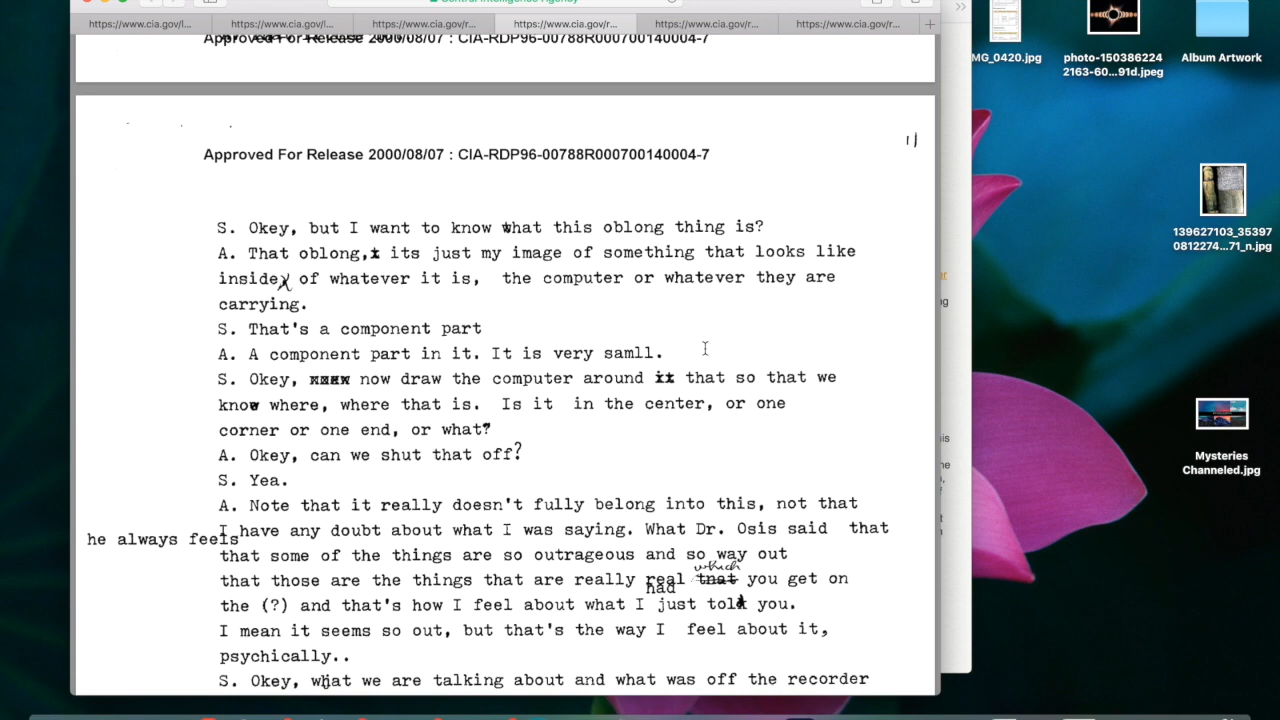 Central Intelligence Agency
https://www.cia.gov/l...
https://www.cia.gov/l...
https://www.cia.gov/r...
https://www.cia.gov/r...
https://www.cia.gov/r...
https://www.cia.gov/r...
Approved For Release 2000/08/07 : CIA-RDP96-00788R000700140004-7
11
Approved For Release 2000/08/07 : CIA-RDP96-00788R000700140004-7
S. Okey, but I want to know what this oblong thing is?
A. That oblong, its just my image of something that looks like
inside of whatever it is, the computer or whatever they are
carrying.
S. That's a component part
A. A component part in it. It is very samll.
S. Okey, now draw the computer around it that so that we
know where, where that is. Is it in the center, or one
corner or one end, or what?
A. Okey, can we shut that off?
S. Yea.
A. Note that it really doesn't fully belong into this, not that
I have any doubt about what I was saying. What Dr. Osis said that
he always feels
that some of the things are so outrageous and so way out
which
that those are the things that are really real that you get on
had
the (?) and that's how I feel about what I just told you.
I mean it seems so out, but that's the way I feel about it,
psychically..
S. Okey, what we are talking about and what was off the recorder
MG_0420.jpg
photo-150386224
2163-60...91d.jpeg
Album Artwork
139627103_35397
0812274...71_n.jpg
Mysteries
Channeled.jpg